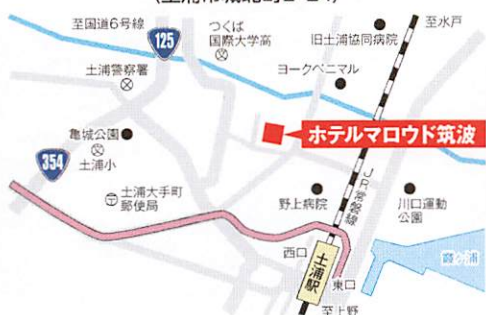 至国道6号線
125
つくば
国際大学高
旧土浦協同病院
至水戸
土浦警察署
ヨークベニマル
亀城公園
土浦小
ホテルマロウド筑波
354
土浦大手町
郵便局
野上病院
JR常磐線
川口運動
公園
西口
土浦駅
東口
霞ヶ浦
至上野